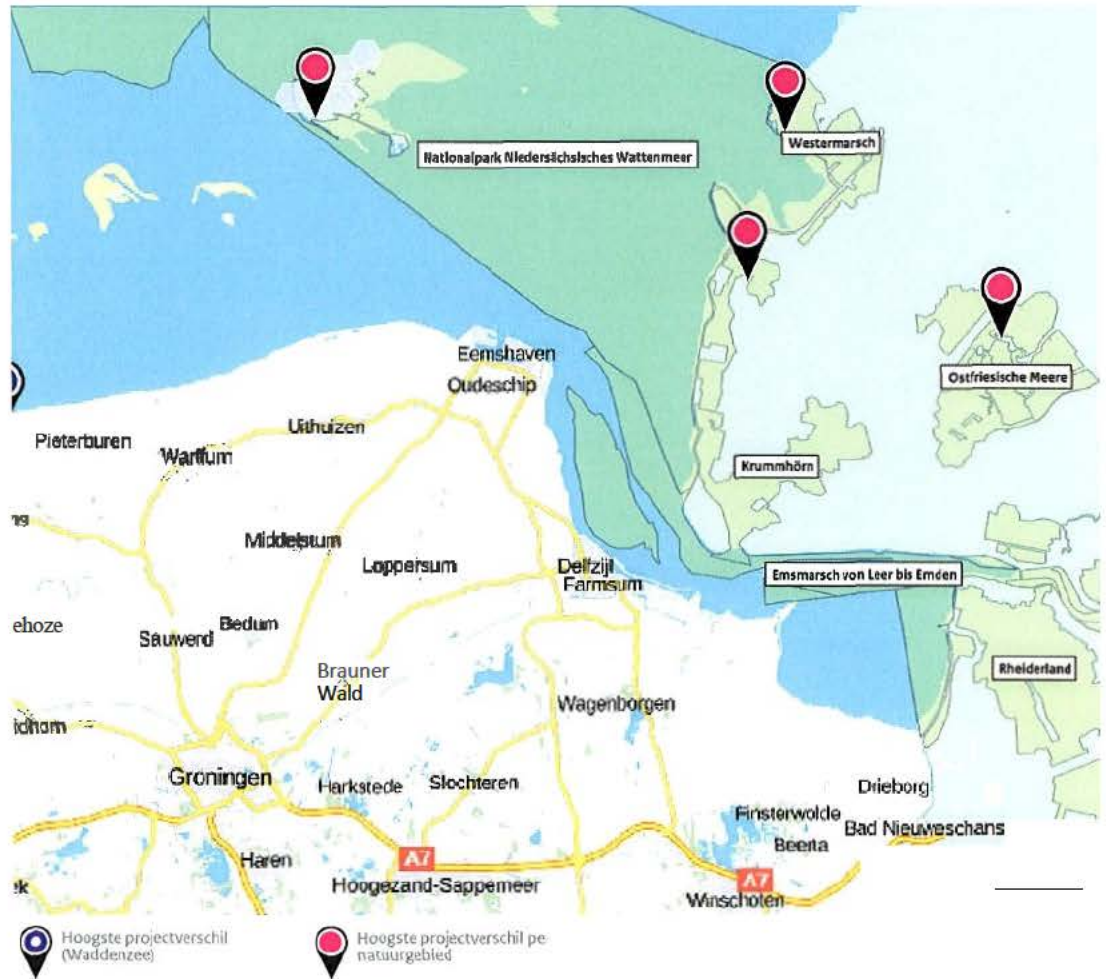 Nationalpark Niedersächsisches Wattenmeer
Westermarsch
Ostfriesische Meere
Eemshaven
Oudeschip
Uithuizen
Pieterburen
Warffum
Krummhörn
Middelstum
Loppersum
Delfzijl
Farmsum
Emsmarsch von Leer bis Emden
ehoze
Bedum
Sauwerd
Brauner
Wald
Rheiderland
Wagenborgen
idhorn
Groningen
Harkstede
Slochteren
Drieborg
Finsterwolde
Bad Nieuweschans
Beerta
Haren
A7
Hoogezand-Sappemeer
A7
Winschoten
Hoogste projectverschil
(Waddenzee)
Hoogste projectverschil pe
natuurgebied